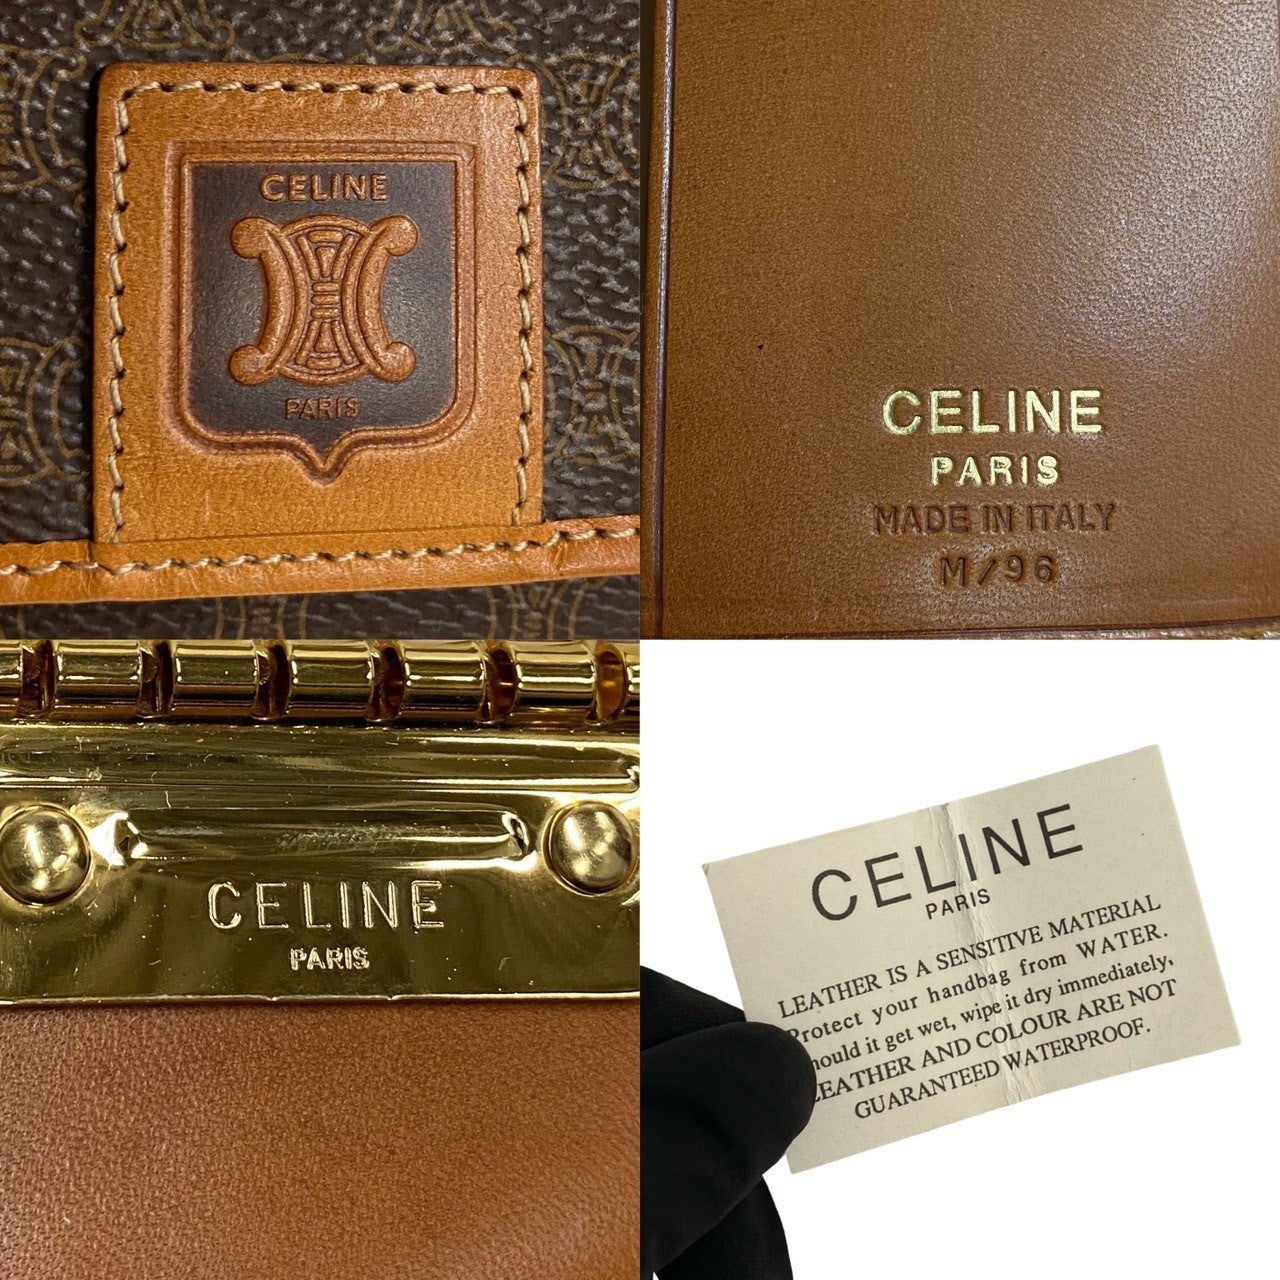 CELINE
PARIS
CELINE
PARIS
MADE IN ITALY
M/96
CELINE
PARIS
CELINE
PARIS
LEATHER IS A SENSITIVE MATERIAL
Protect your handbag from WATER.
hould it get wet, wipe it dry immediately,
LEATHER AND COLOUR ARE NOT
GUARANTEED WATERPROOF.